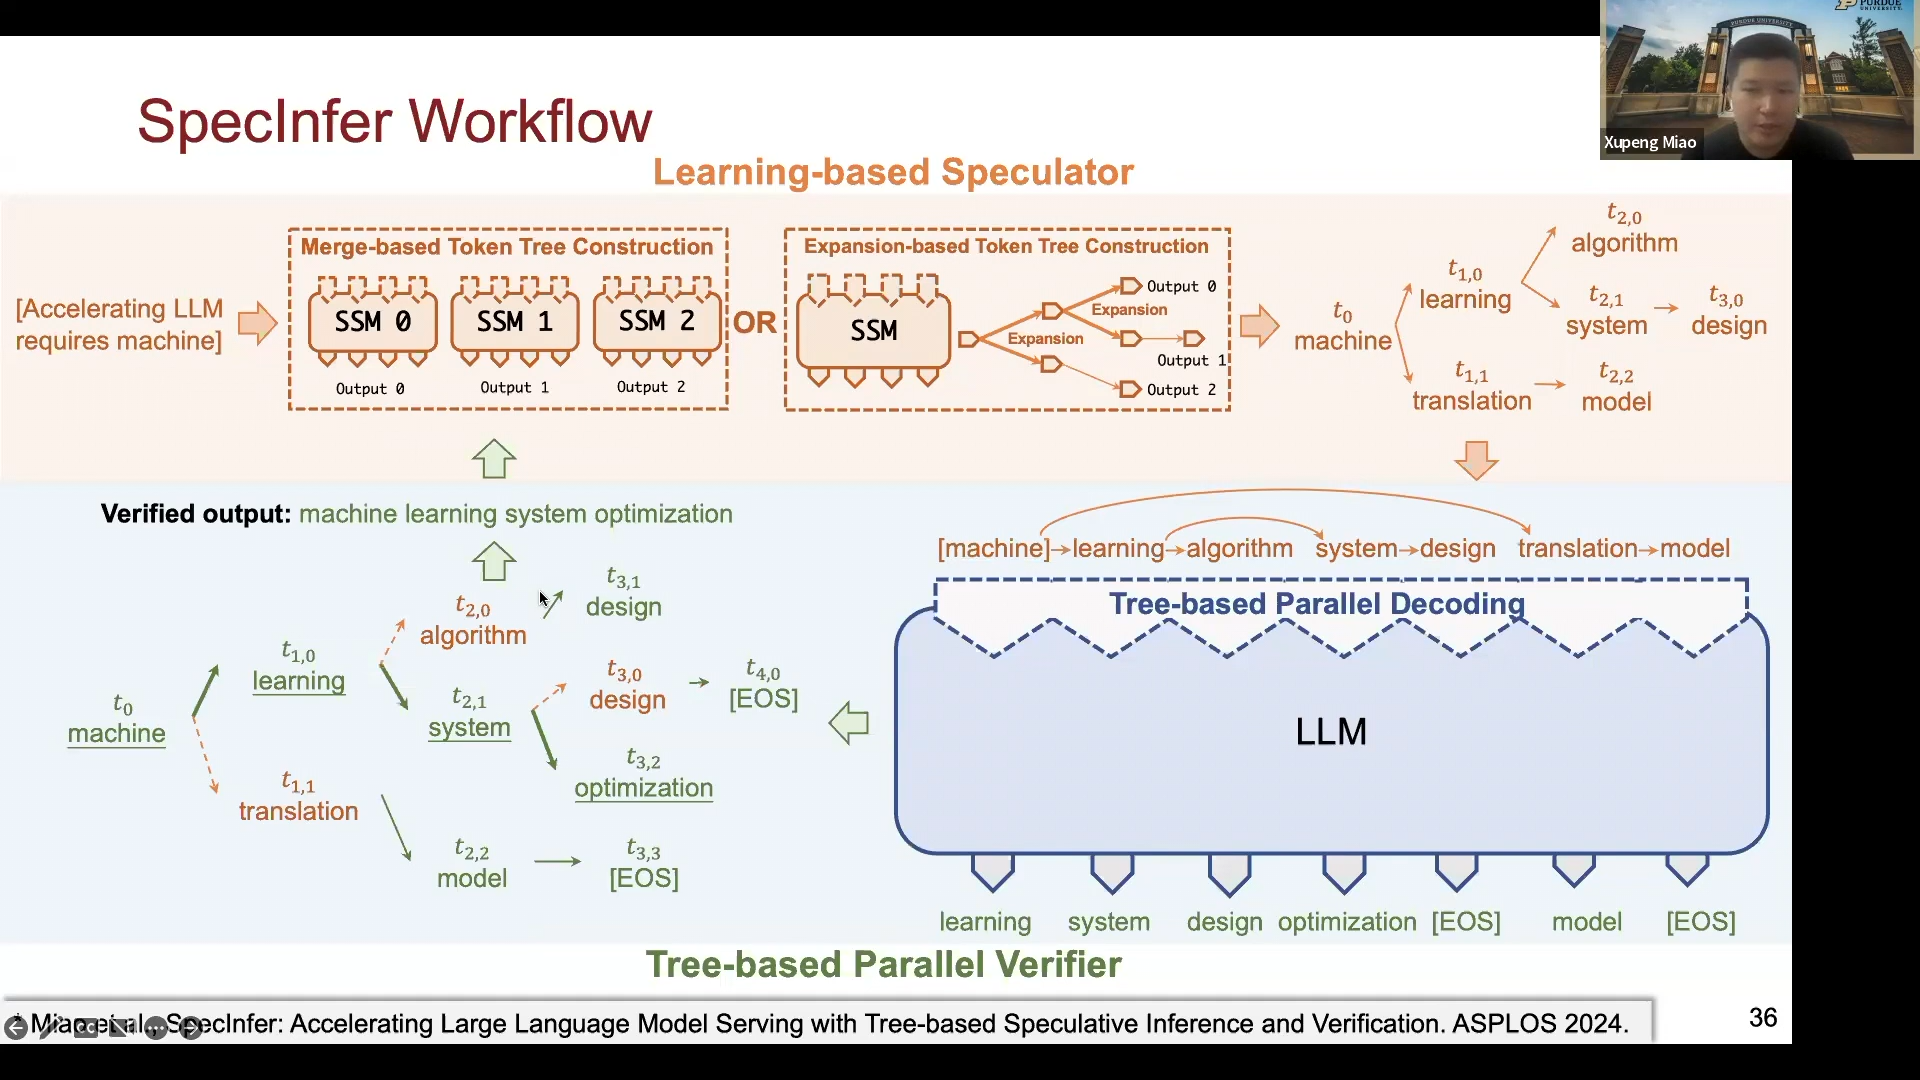 PURDUE
UNIVERSITY
PURDUE UNIVERSITY
Xupeng Miao
SpecInfer Workflow
Learning-based Speculator
[Accelerating LLM
requires machine]
Merge-based Token Tree Construction
SSM 0
SSM 1
SSM 2
Output 0
Output 1
Output 2
OR
Expansion-based Token Tree Construction
SSM
Expansion
Expansion
Output 0
Output 1
Output 2
t0
machine
t1,0
learning
t1,1
translation
t2,0
algorithm
t2,1
system
t2,2
model
t3,0
design
Verified output: machine learning system optimization
t0
machine
t1,0
learning
t1,1
translation
t2,0
algorithm
t2,1
system
t2,2
model
t3,1
design
t3,0
design
t3,2
optimization
t3,3
[EOS]
t4,0
[EOS]
[machine]→learning→algorithm system→design translation→model
Tree-based Parallel Decoding
LLM
learning system design optimization [EOS] model [EOS]
Tree-based Parallel Verifier
* Miao et al., SpecInfer: Accelerating Large Language Model Serving with Tree-based Speculative Inference and Verification. ASPLOS 2024.
36